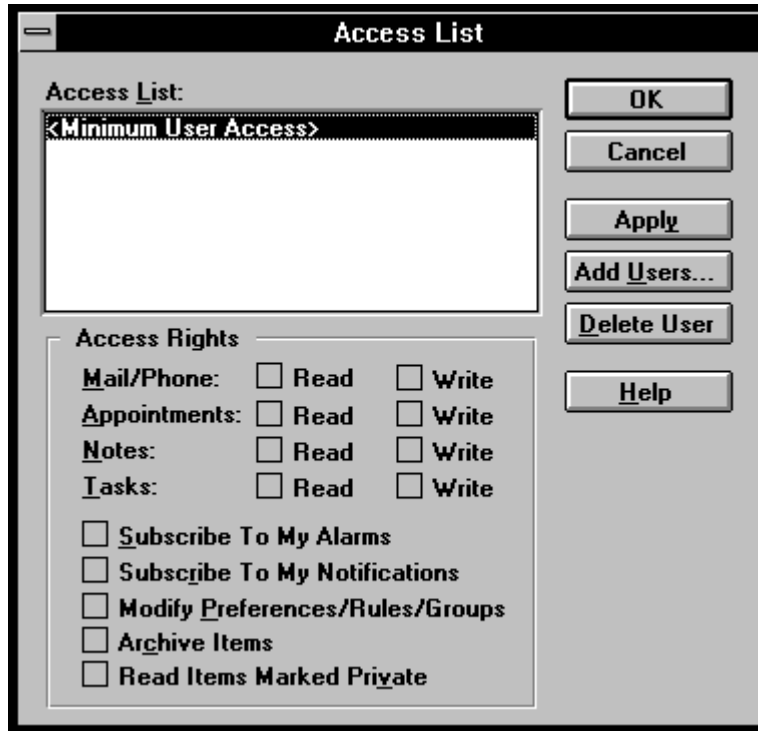 Access List
Access List:
<Minimum User Access>
OK
Cancel
Apply
Add Users...
Delete User
Help
Access Rights
Mail/Phone: Read Write
Appointments: Read Write
Notes: Read Write
Tasks: Read Write
Subscribe To My Alarms
Subscribe To My Notifications
Modify Preferences/Rules/Groups
Archive Items
Read Items Marked Private